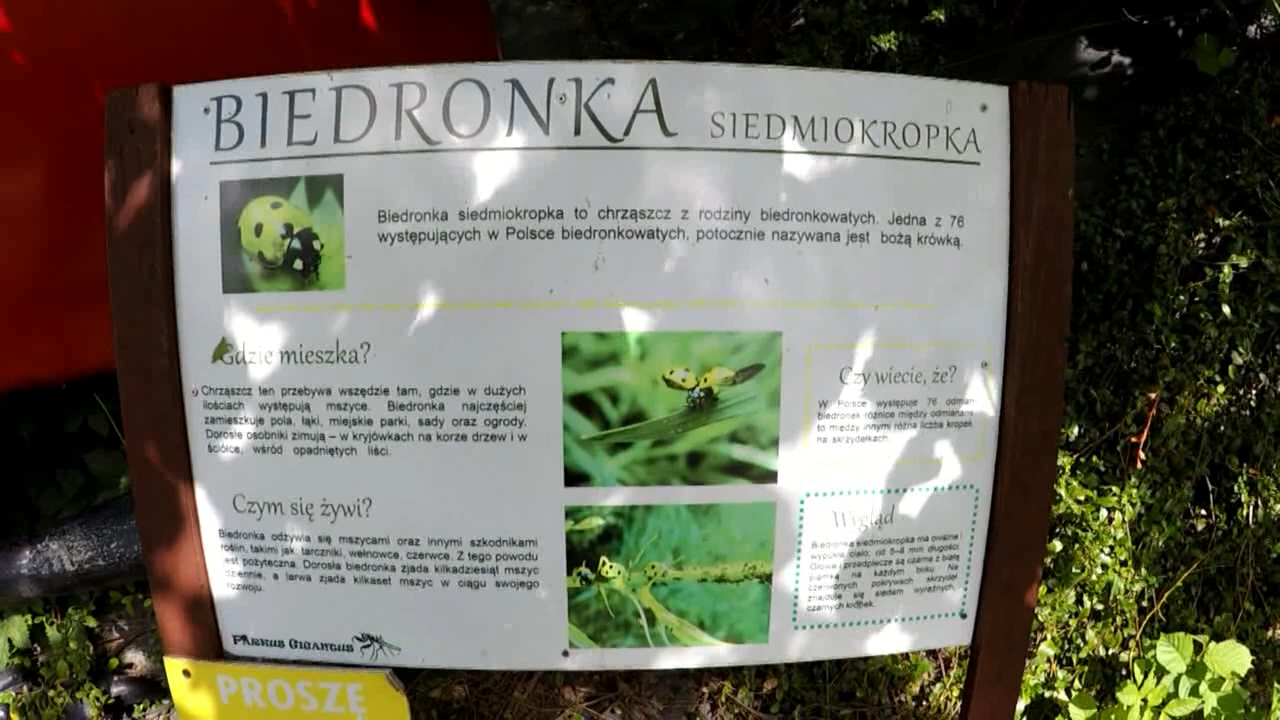 BIEDRONKA SIEDMIOKROPKA
Biedronka siedmiokropka to chrząszcz z rodziny biedronkowatych. Jedna z 76
występujących w Polsce biedronkowatych, potocznie nazywana jest bożą krówką.
Gdzie mieszka?
Chrząszcz ten przebywa wszędzie tam, gdzie w dużych
ilościach występują mszyce. Biedronka najczęściej
zamieszkuje pola, łąki, miejskie parki, sady oraz ogrody.
Dorosłe osobniki zimują – w kryjówkach na korze drzew i w
ściółce, wśród opadniętych liści.
Czym się żywi?
Biedronka odżywia się mszycami oraz innymi szkodnikami
roślin, takimi jak: tarczniki, wełnowce, czerwce. Z tego powodu
jest pożyteczna. Dorosła biedronka zjada kilkadziesiąt mszyc
dziennie, a larwa zjada kilkaset mszyc w ciągu swojego
rozwoju.
Czy wiecie, że?
W Polsce występuje 76 odmian
biedronek różnice między odmianami
to między innymi różna liczba kropek
na skrzydełkach.
Wygląd
Biedronka siedmiokropka ma owalne i
wypukłe ciało, od 5–8 mm długości.
Głowa i przedplecze są czarne z białą
plamką na każdym boku. Na
czerwonych pokrywach skrzydeł
znajduje się siedem wyraźnych,
czarnych kropek.
PARKUS GIGANTUS
PROSZĘ